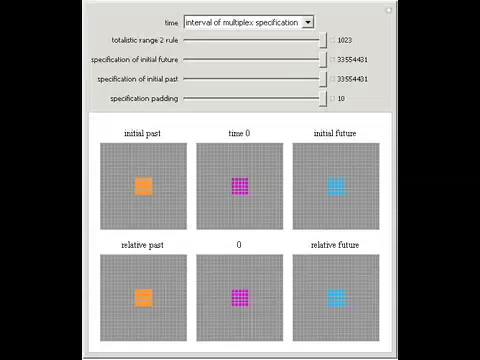 time interval of multiplex specification
totalistic range 2 rule 1023
specification of initial future 33554431
specification of initial past 33554431
specification padding 10
initial past time 0 initial future
relative past 0 relative future